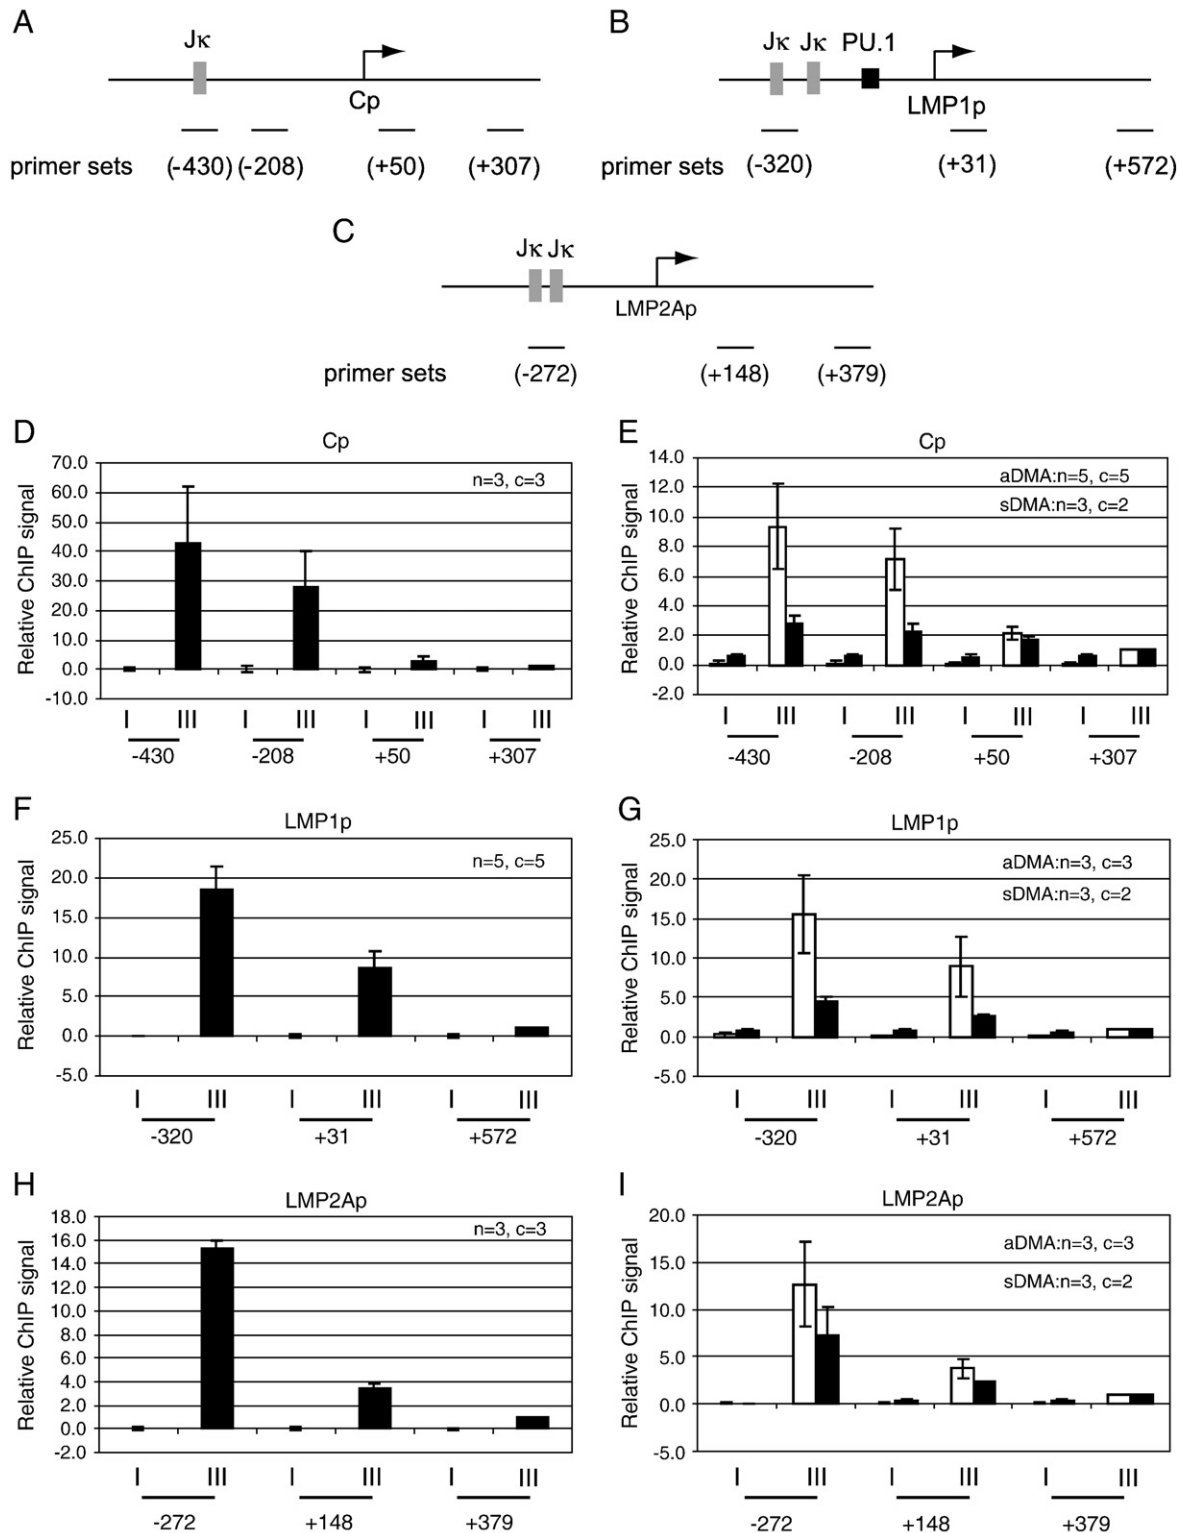 A
Jκ
Cp
primer sets (-430) (-208) (+50) (+307)
B
Jκ Jκ PU.1
LMP1p
primer sets (-320) (+31) (+572)
C
Jκ Jκ
LMP2Ap
primer sets (-272) (+148) (+379)
D
Cp
Relative ChIP signal
70.0
60.0
50.0
40.0
30.0
20.0
10.0
0.0
-10.0
n=3, c=3
I III I III I III I III
-430 -208 +50 +307
E
Cp
Relative ChIP signal
14.0
12.0
10.0
8.0
6.0
4.0
2.0
0.0
-2.0
aDMA:n=5, c=5
sDMA:n=3, c=2
I III I III I III I III
-430 -208 +50 +307
F
LMP1p
Relative ChIP signal
25.0
20.0
15.0
10.0
5.0
0.0
-5.0
n=5, c=5
I III I III I III
-320 +31 +572
G
LMP1p
Relative ChIP signal
25.0
20.0
15.0
10.0
5.0
0.0
-5.0
aDMA:n=3, c=3
sDMA:n=3, c=2
I III I III I III
-320 +31 +572
H
LMP2Ap
Relative ChIP signal
18.0
16.0
14.0
12.0
10.0
8.0
6.0
4.0
2.0
0.0
-2.0
n=3, c=3
I III I III I III
-272 +148 +379
I
LMP2Ap
Relative ChIP signal
20.0
15.0
10.0
5.0
0.0
-5.0
aDMA:n=3, c=3
sDMA:n=3, c=2
I III I III I III
-272 +148 +379